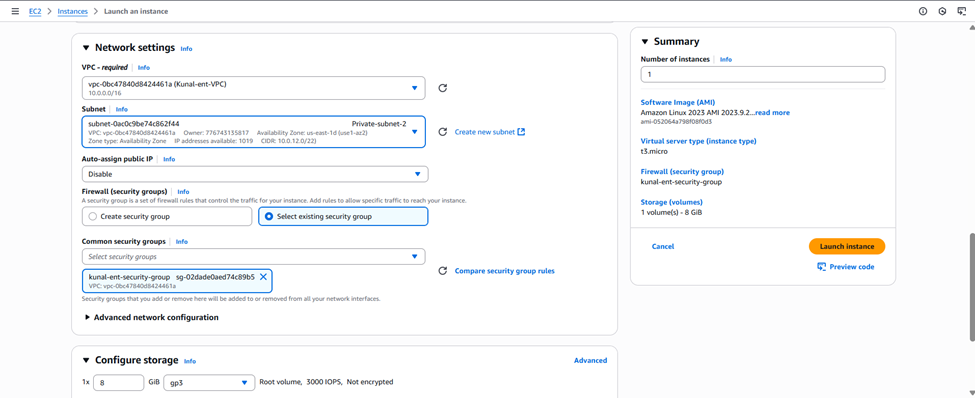 EC2 > Instances > Launch an instance
Network settings Info
VPC - required Info
vpc-0bc47840d8424461a (Kunal-ent-VPC)
10.0.0.0/16
Subnet Info
subnet-0ac0c9be74c862f44 Private-subnet-2
VPC: vpc-0bc47840d8424461a Owner: 776743135817 Availability Zone: us-east-1d (use1-az2)
Zone type: Availability Zone IP addresses available: 1019 CIDR: 10.0.12.0/22)
Create new subnet
Auto-assign public IP Info
Disable
Firewall (security groups) Info
A security group is a set of firewall rules that control the traffic for your instance. Add rules to allow specific traffic to reach your instance.
Create security group
Select existing security group
Common security groups Info
Select security groups
kunal-ent-security-group sg-02dade0aed74c89b5
VPC: vpc-0bc47840d8424461a
Compare security group rules
Security groups that you add or remove here will be added to or removed from all your network interfaces.
Advanced network configuration
Configure storage Info
Advanced
1x 8 GiB gp3 Root volume, 3000 IOPS, Not encrypted
Summary
Number of instances Info
1
Software Image (AMI)
Amazon Linux 2023 AMI 2023.9.2...read more
ami-052064a798f08f0d3
Virtual server type (instance type)
t3.micro
Firewall (security group)
kunal-ent-security-group
Storage (volumes)
1 volume(s) - 8 GiB
Cancel
Launch instance
Preview code